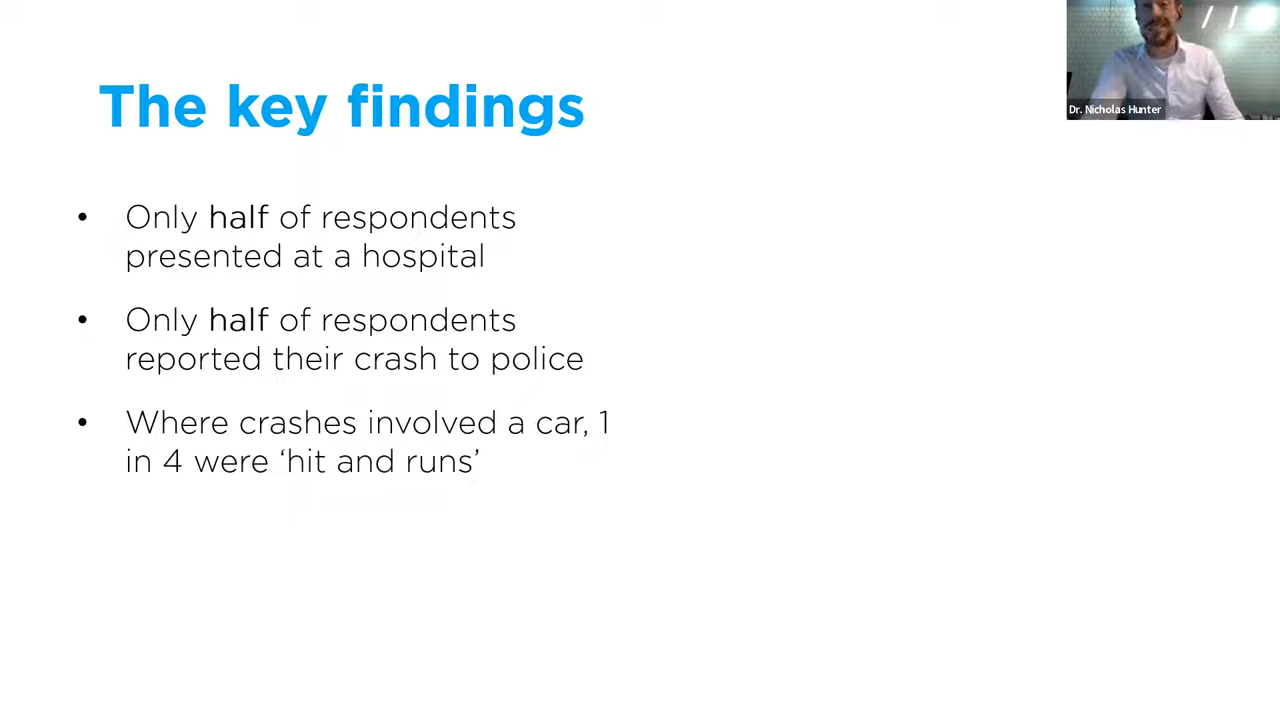 The key findings
Dr. Nicholas Hunter
• Only half of respondents
presented at a hospital
• Only half of respondents
reported their crash to police
• Where crashes involved a car, 1
in 4 were ‘hit and runs’